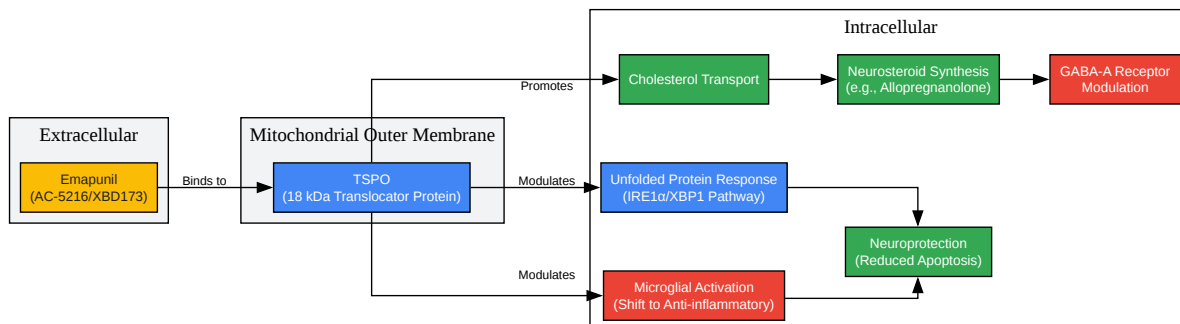 Intracellular
Cholesterol Transport
Neurosteroid Synthesis
(e.g., Allopregnanolone)
GABA-A Receptor
Modulation
Promotes
Extracellular
Mitochondrial Outer Membrane
Emapunil
(AC-5216/XBD173)
Binds to
TSPO
(18 kDa Translocator Protein)
Modulates
Unfolded Protein Response
(IRE1α/XBP1 Pathway)
Neuroprotection
(Reduced Apoptosis)
Modulates
Microglial Activation
(Shift to Anti-inflammatory)